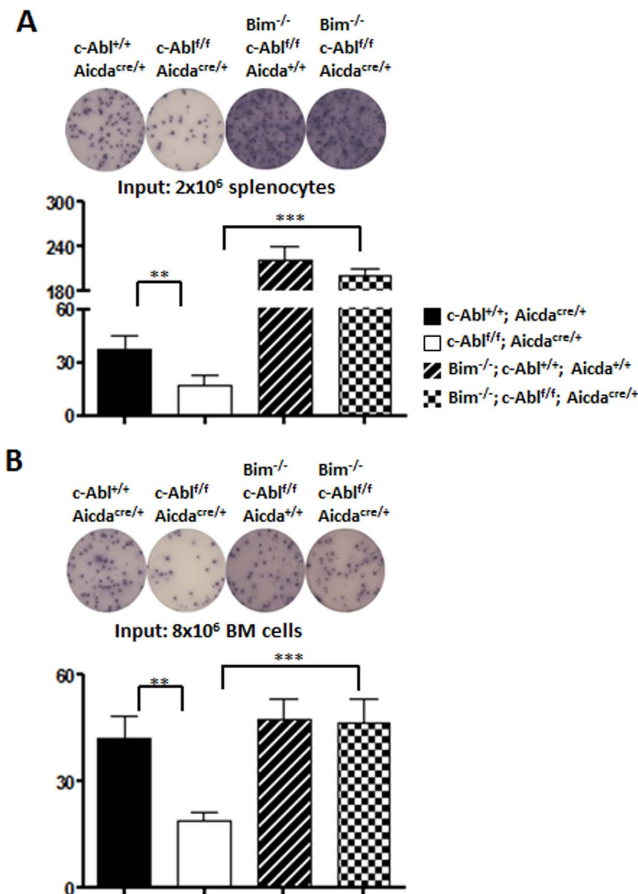 A
c-Abl⁺/⁺ Aicdaᶜʳᵉ/⁺
c-Ablᶠ/ᶠ Aicdaᶜʳᵉ/⁺
Bim⁻/⁻ c-Ablᶠ/ᶠ Aicda⁺/⁺
Bim⁻/⁻ c-Ablᶠ/ᶠ Aicdaᶜʳᵉ/⁺
Input: 2x10⁶ splenocytes
300
240
180
60
30
0
**
***
c-Abl⁺/⁺; Aicdaᶜʳᵉ/⁺
c-Ablᶠ/ᶠ; Aicdaᶜʳᵉ/⁺
Bim⁻/⁻; c-Abl⁺/⁺; Aicda⁺/⁺
Bim⁻/⁻; c-Ablᶠ/ᶠ; Aicdaᶜʳᵉ/⁺
B
c-Abl⁺/⁺ Aicdaᶜʳᵉ/⁺
c-Ablᶠ/ᶠ Aicdaᶜʳᵉ/⁺
Bim⁻/⁻ c-Ablᶠ/ᶠ Aicda⁺/⁺
Bim⁻/⁻ c-Ablᶠ/ᶠ Aicdaᶜʳᵉ/⁺
Input: 8x10⁶ BM cells
60
30
0
**
***